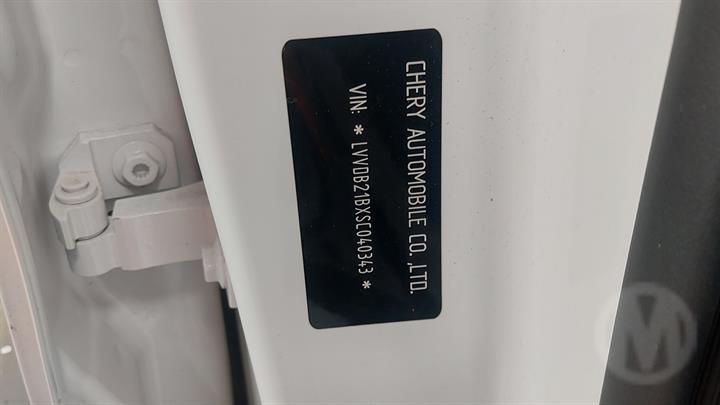 CHERY AUTOMOBILE CO.,LTD.
VIN: * LVVDB21BXSC040343 *
M